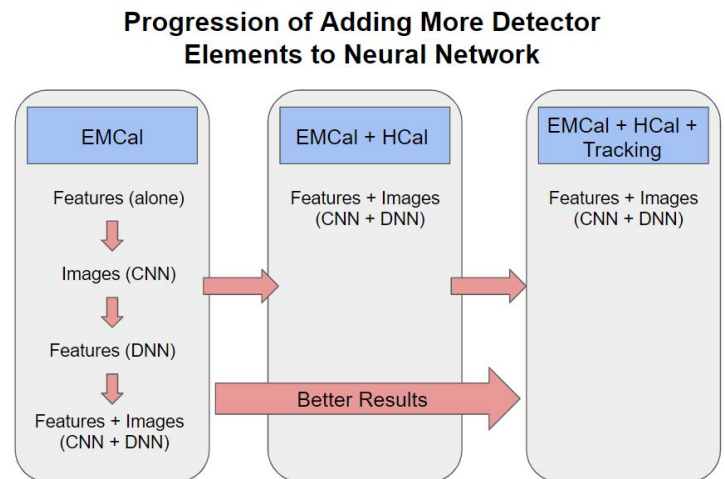 Progression of Adding More Detector
Elements to Neural Network
EMCal
Features (alone)
Images (CNN)
Features (DNN)
Features + Images
(CNN + DNN)
EMCal + HCal
Features + Images
(CNN + DNN)
EMCal + HCal +
Tracking
Features + Images
(CNN + DNN)
Better Results